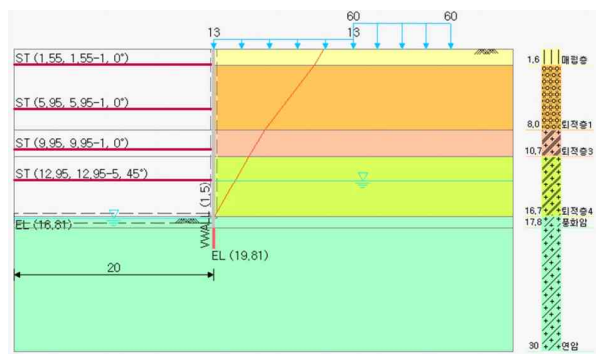 60 60
13 13
ST (1,55, 1,55-1, 0°)
1,6 매립층
ST (5,95, 5,95-1, 0°)
8,0 퇴적층1
ST (9,95, 9,95-1, 0°)
10,7 퇴적층3
ST (12,95, 12,95-5, 45°)
VWALL (1,5)
16,7 퇴적층4
17,8 풍화암
EL (16,81)
EL (19,81)
20
30 연암